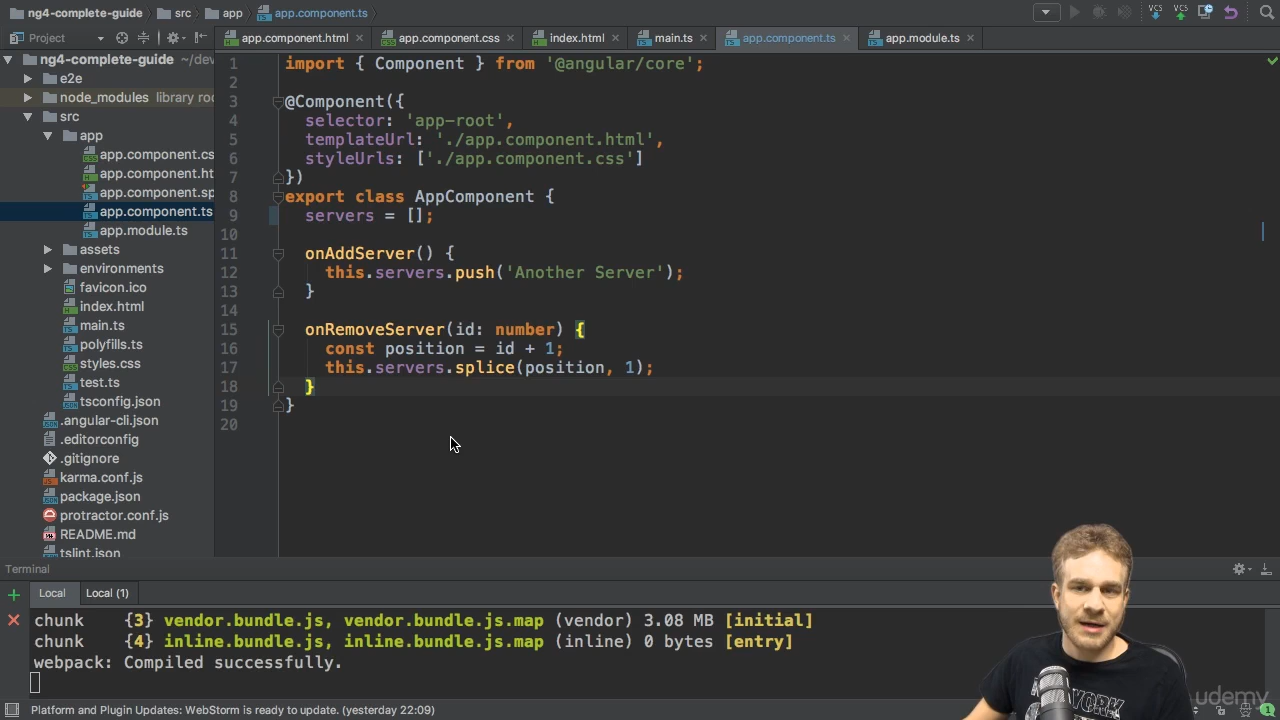 ng4-complete-guide src app app.component.ts
Project
app.component.html app.component.css index.html main.ts app.component.ts app.module.ts
VCS VCS
ng4-complete-guide ~/dev
e2e
node_modules library roo
src
app
app.component.cs
app.component.ht
app.component.sp
app.component.ts
app.module.ts
assets
environments
favicon.ico
index.html
main.ts
polyfills.ts
styles.css
test.ts
tsconfig.json
.angular-cli.json
.editorconfig
.gitignore
karma.conf.js
package.json
protractor.conf.js
README.md
tslint.json
1 import { Component } from '@angular/core';
2
3 @Component({
4 selector: 'app-root',
5 templateUrl: './app.component.html',
6 styleUrls: ['./app.component.css']
7 })
8 export class AppComponent {
9 servers = [];
10
11 onAddServer() {
12 this.servers.push('Another Server');
13 }
14
15 onRemoveServer(id: number) {
16 const position = id + 1;
17 this.servers.splice(position, 1);
18 }
19 }
20
Terminal
Local Local (1)
chunk {3} vendor.bundle.js, vendor.bundle.js.map (vendor) 3.08 MB [initial]
chunk {4} inline.bundle.js, inline.bundle.js.map (inline) 0 bytes [entry]
webpack: Compiled successfully.
Platform and Plugin Updates: WebStorm is ready to update. (yesterday 22:09)
udemy
1